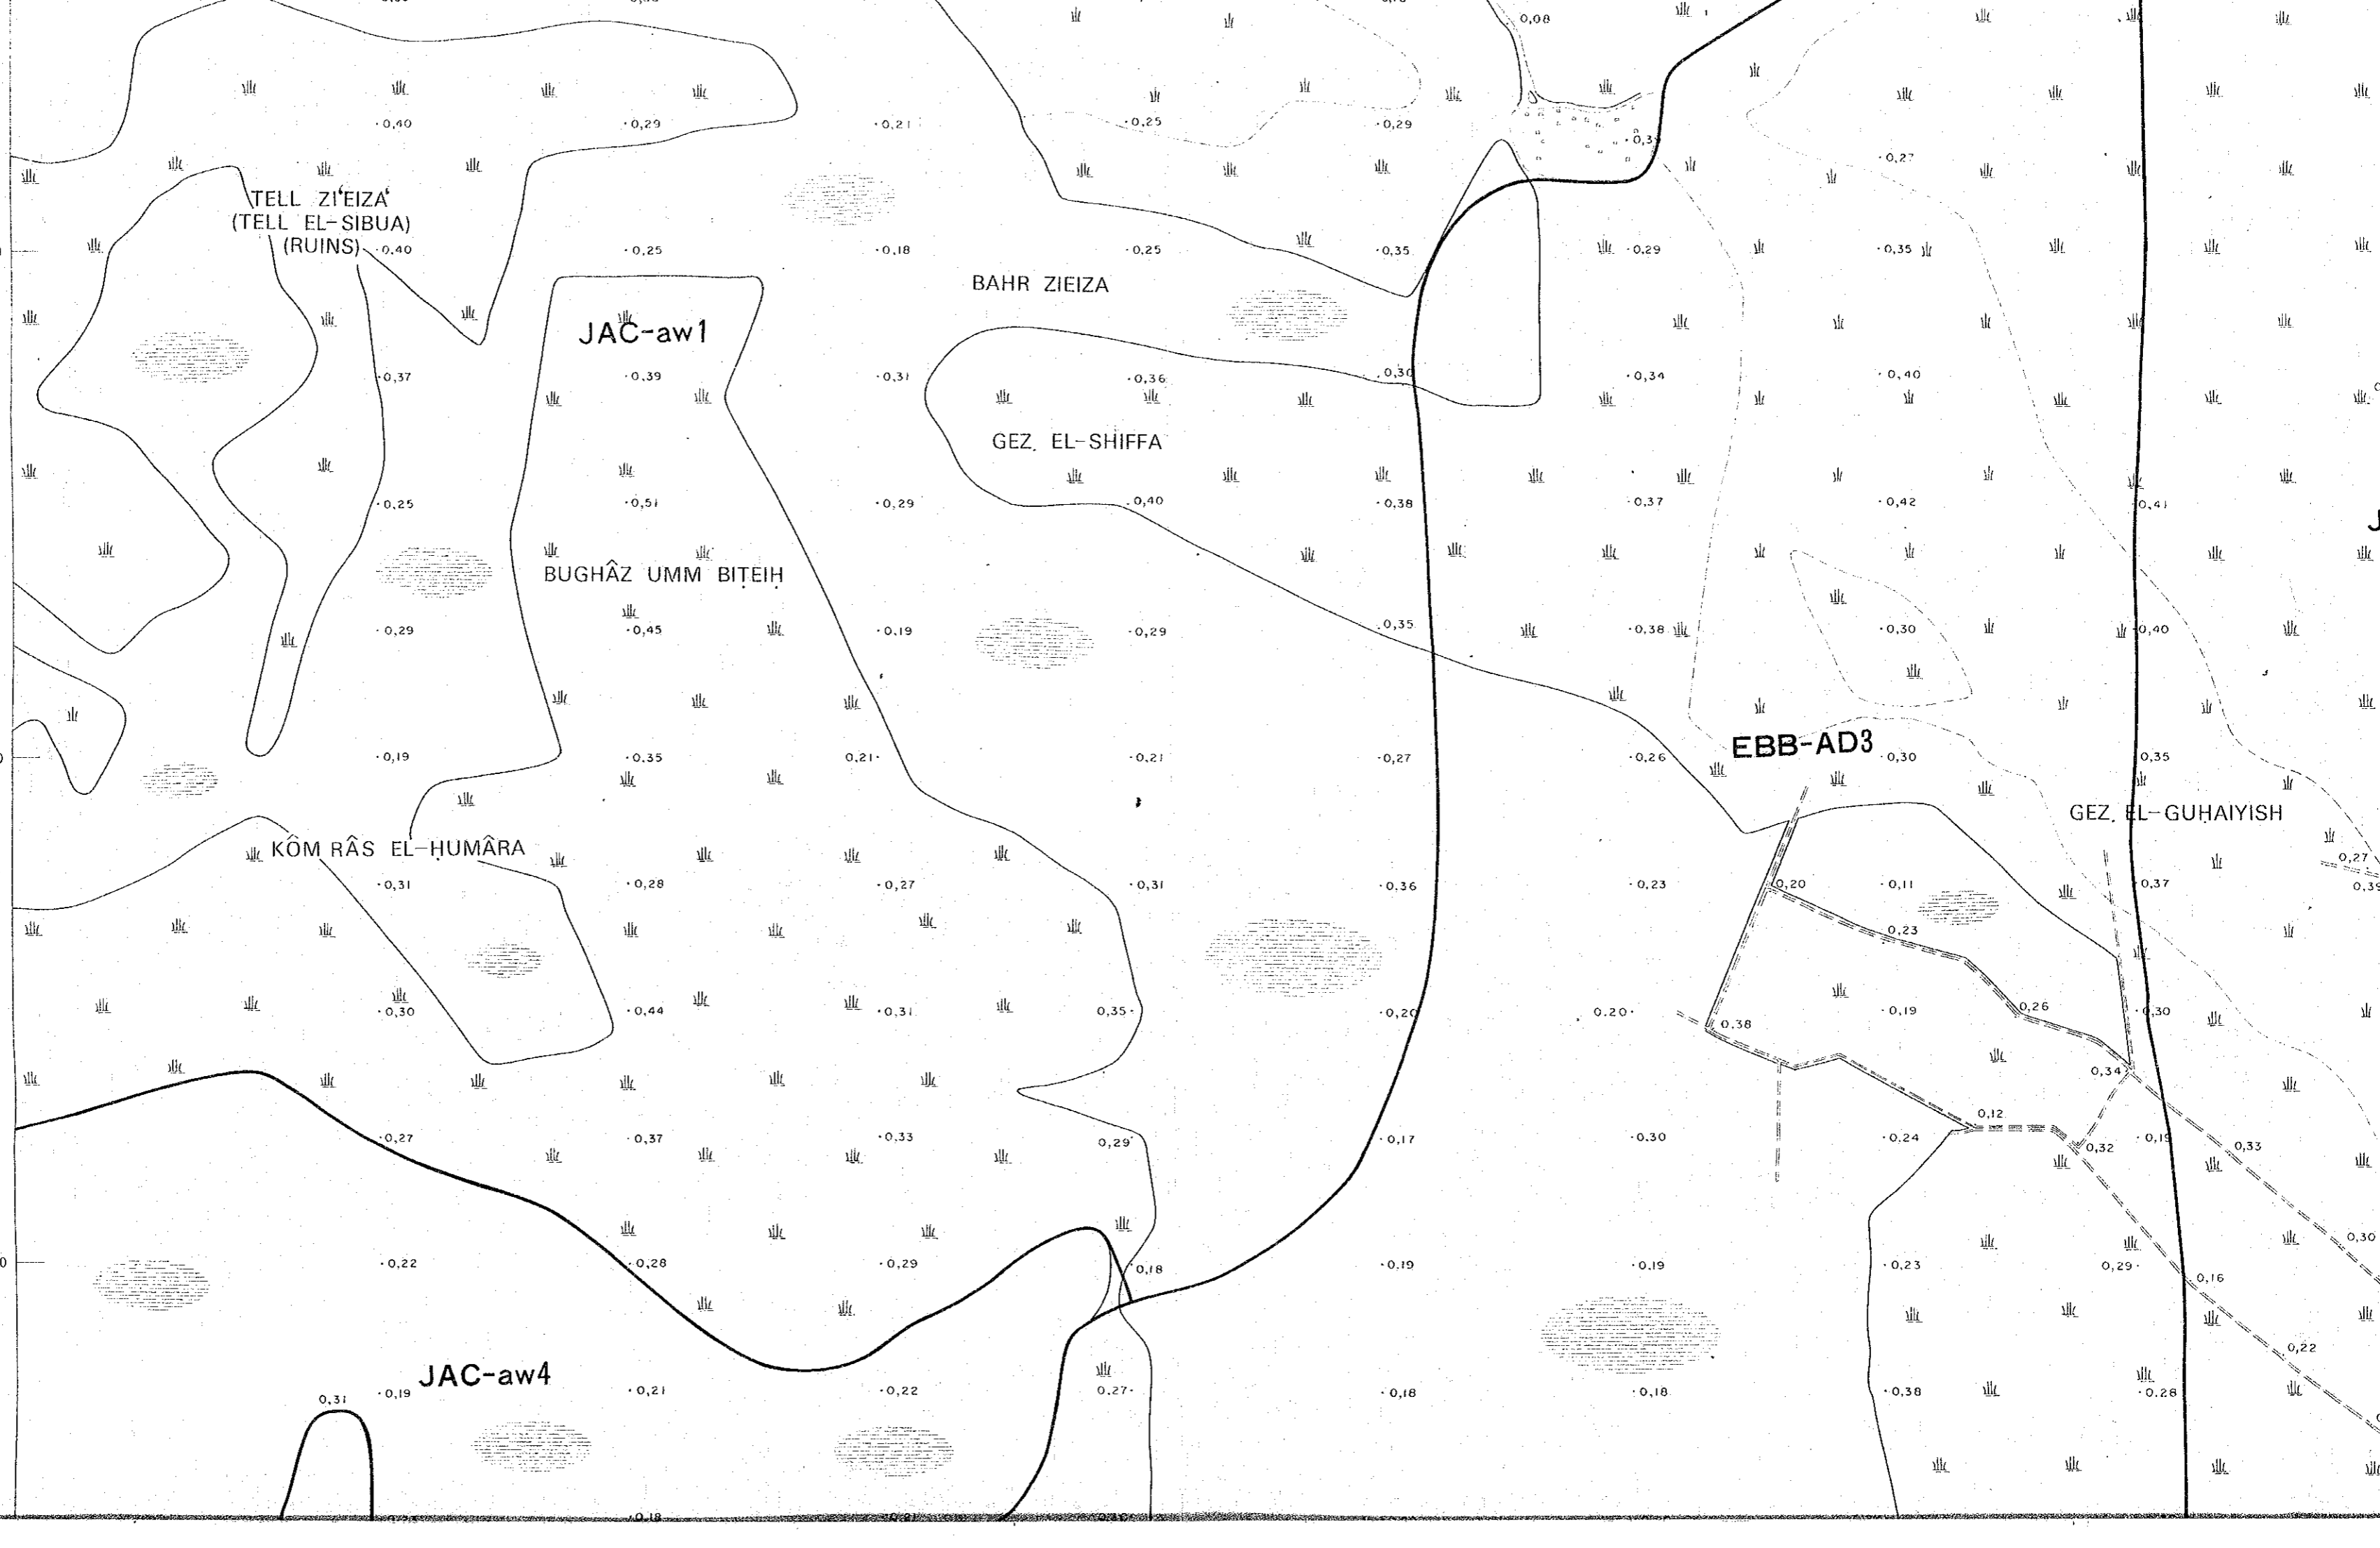 0,08
·0,40 ·0,29 ·0,21 ·0,25 ·0,29
·0,27
TELL ZI'EIZA'
(TELL EL-SIBUA)
(RUINS)
·0,40 ·0,25 ·0,18 ·0,25 ·0,35 ·0,29 ·0,35
BAHR ZIEIZA
JAC-aw1
·0,37 ·0,39 ·0,31 ·0,36 ·0,30 ·0,34 ·0,40
GEZ. EL-SHIFFA
·0,25 ·0,51 ·0,29 ·0,40 ·0,38 ·0,37 ·0,42 ·0,41
BUGHÂZ UMM BIṬEIḤ
·0,29 ·0,45 ·0,19 ·0,29 ·0,35 ·0,38 ·0,30 ·0,40
EBB-AD3
·0,19 ·0,35 0,21· ·0,21 ·0,27 ·0,26 ·0,30 0,35
GEZ. EL-GUḤAIYISH
KÔM RÂS EL-ḤUMÂRA
0,27
·0,31 ·0,28 ·0,27 ·0,31 ·0,36 ·0,23 0,20 ·0,11 ·0,37
0,23
·0,30 ·0,44 ·0,31 0,35· ·0,20 0.20· 0,38 ·0,19 0,26 ·0,30
0,34
0,12
·0,27 ·0,37 ·0,33 0,29· ·0,17 ·0,30 ·0,24 0,32 ·0,19 0,33
0,30
·0,22 ·0,28 ·0,29 ·0,18 ·0,19 ·0,19 ·0,23 0,29· 0,16
0,22
JAC-aw4
0,31 ·0,19 ·0,21 ·0,22 0.27· ·0,18 ·0,18 ·0,38 ·0.28
·0,18